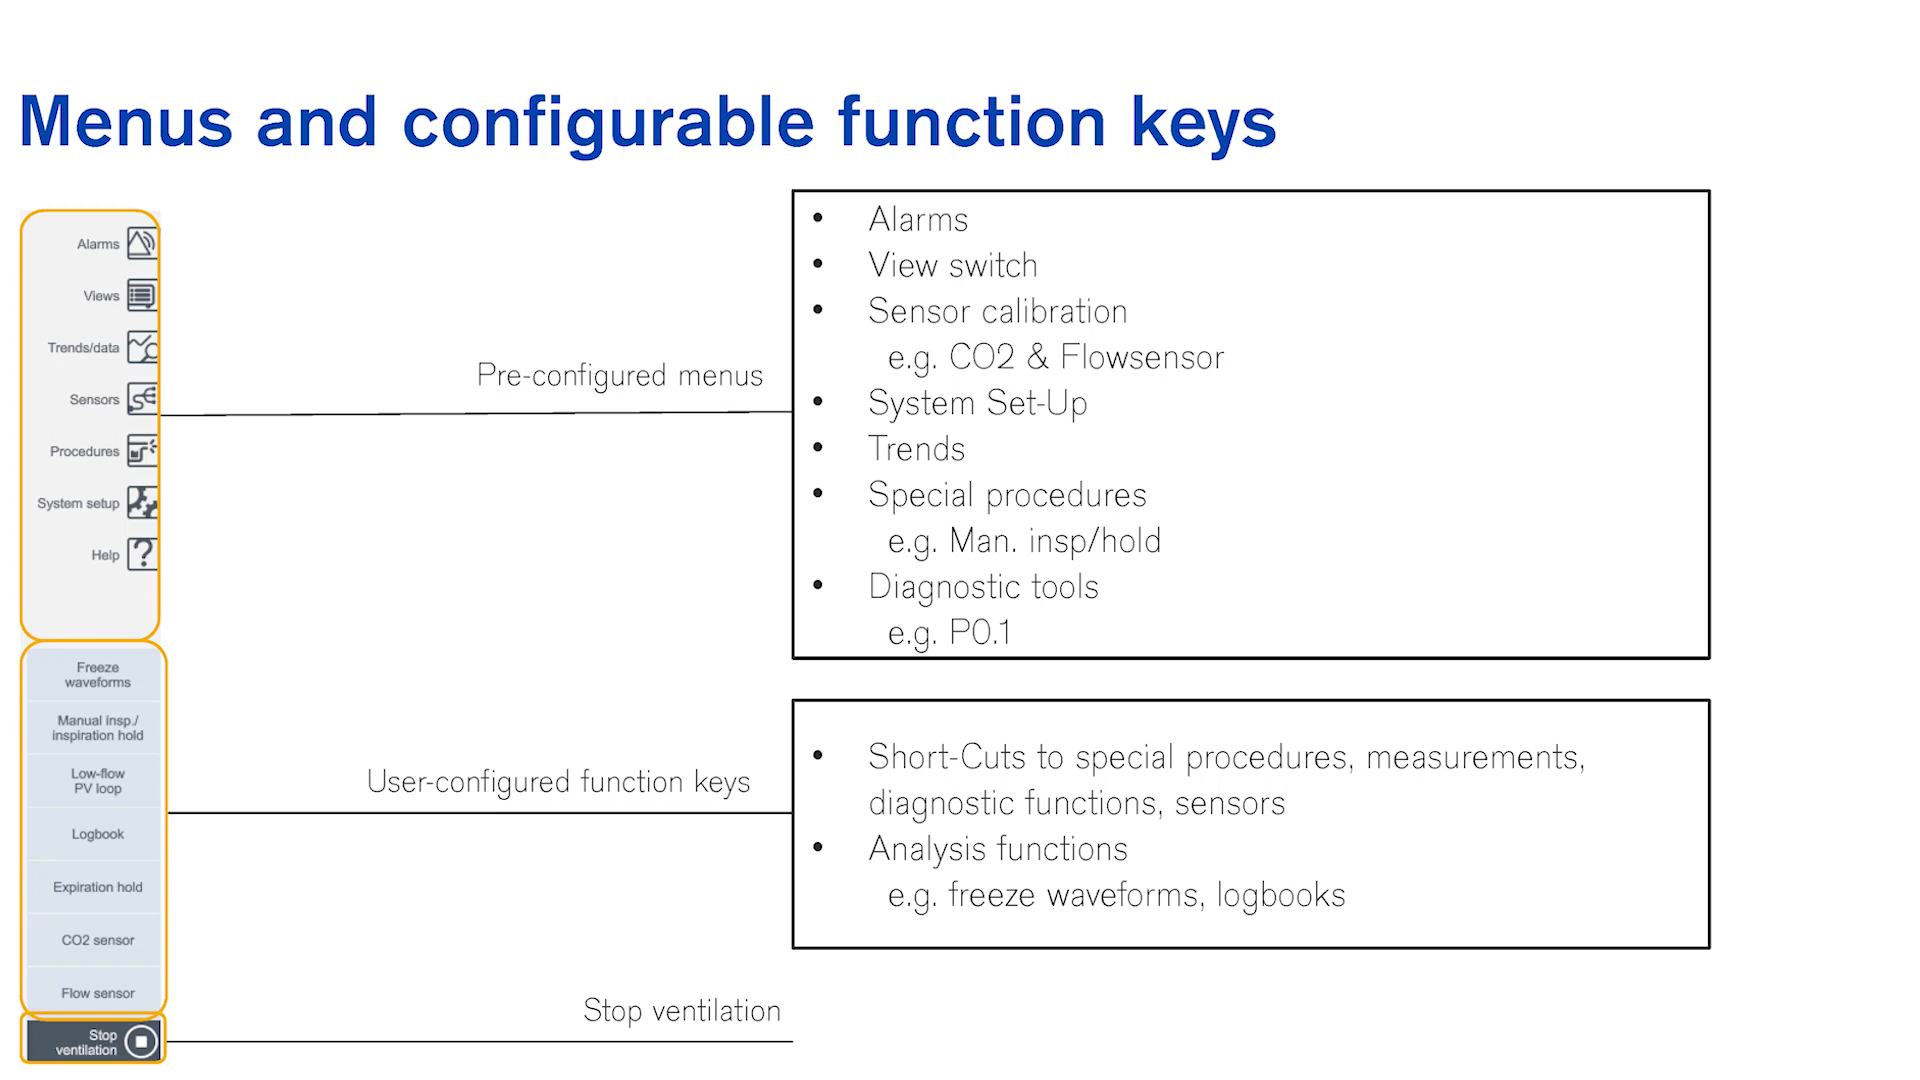 Menus and configurable function keys
Alarms
Views
Trends/data
Sensors
Procedures
System setup
Help
Freeze
waveforms
Manual insp./
inspiration hold
Low-flow
PV loop
Logbook
Expiration hold
CO2 sensor
Flow sensor
Stop
ventilation
Pre-configured menus
• Alarms
• View switch
• Sensor calibration
e.g. CO2 & Flowsensor
• System Set-Up
• Trends
• Special procedures
e.g. Man. insp/hold
• Diagnostic tools
e.g. P0.1
User-configured function keys
• Short-Cuts to special procedures, measurements,
diagnostic functions, sensors
• Analysis functions
e.g. freeze waveforms, logbooks
Stop ventilation